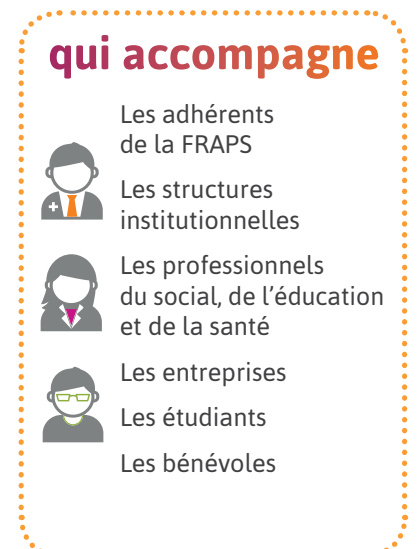 qui accompagne
Les adhérents
de la FRAPS
Les structures
institutionnelles
Les professionnels
du social, de l’éducation
et de la santé
Les entreprises
Les étudiants
Les bénévoles